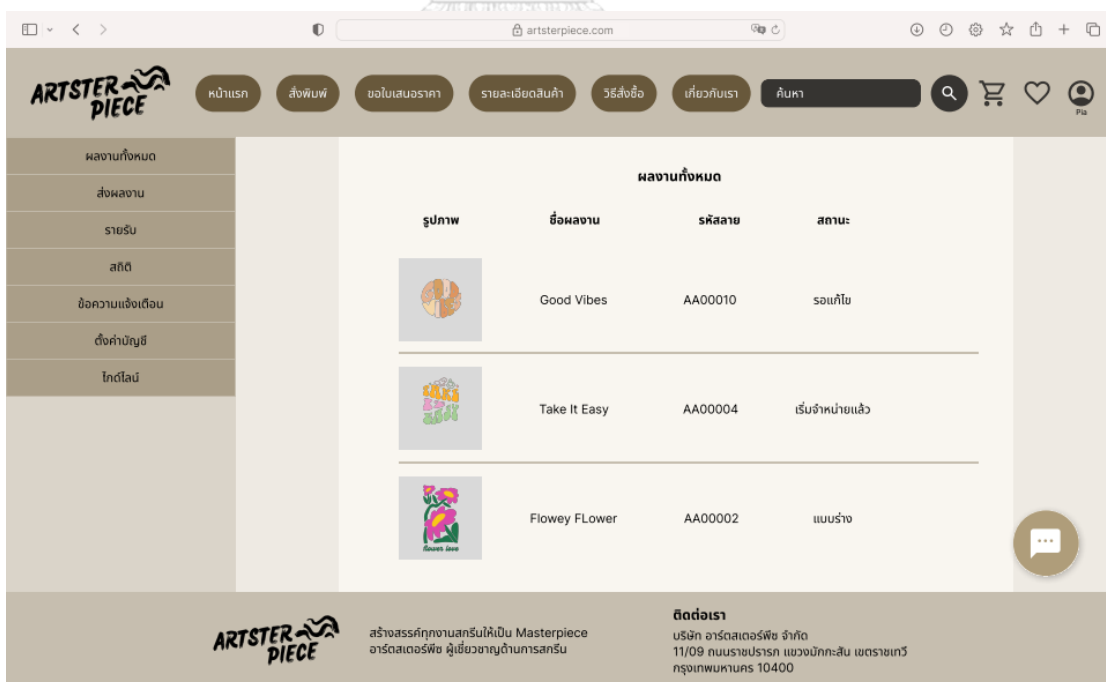 artsterpiece.com
ARTSTER
PIECE
หน้าแรก
สั่งพิมพ์
ขอใบเสนอราคา
รายละเอียดสินค้า
วิธีสั่งซื้อ
เกี่ยวกับเรา
ค้นหา
Pia
ผลงานทั้งหมด
ส่งผลงาน
รายรับ
สถิติ
ข้อความแจ้งเตือน
ตั้งค่าบัญชี
ไกด์ไลน์
ผลงานทั้งหมด
รูปภาพ ชื่อผลงาน รหัสลาย สถานะ
Good Vibes AA00010 รอแก้ไข
TAKE
IT
EASY
Take It Easy AA00004 เริ่มจำหน่ายแล้ว
flower love
Flowey FLower AA00002 แบบร่าง
ARTSTER
PIECE
สร้างสรรค์ทุกงานสกรีนให้เป็น Masterpiece
อาร์ตสเตอร์พีซ ผู้เชี่ยวชาญด้านการสกรีน
ติดต่อเรา
บริษัท อาร์ตสเตอร์พีซ จำกัด
11/09 ถนนราชปรารภ แขวงมักกะสัน เขตราชเทวี
กรุงเทพมหานคร 10400